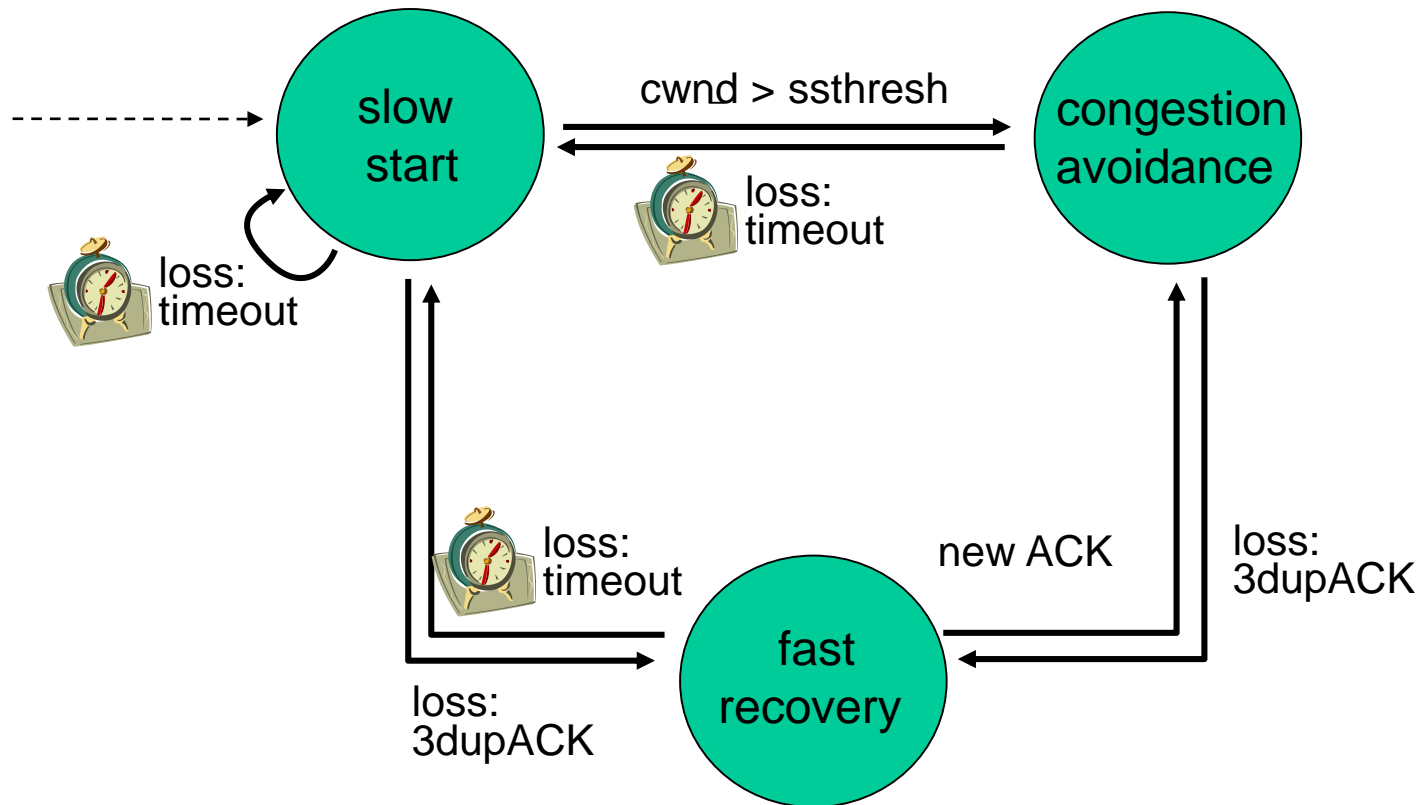 slow
start
cwnd > ssthresh
congestion
avoidance
loss:
timeout
loss:
timeout
loss:
timeout
new ACK
loss:
3dupACK
fast
recovery
loss:
3dupACK